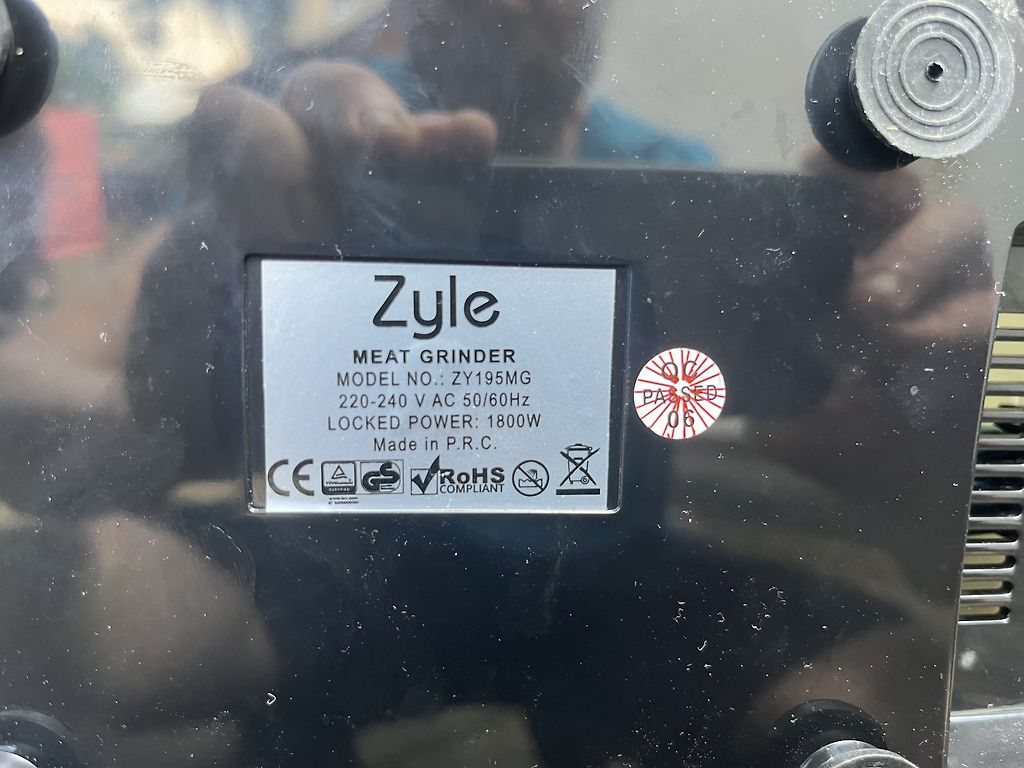 Zyle
MEAT GRINDER
MODEL NO.: ZY195MG
220-240 V AC 50/60Hz
LOCKED POWER: 1800W
Made in P.R.C.
CE
GS
RoHS
COMPLIANT
QC
PASSED
06